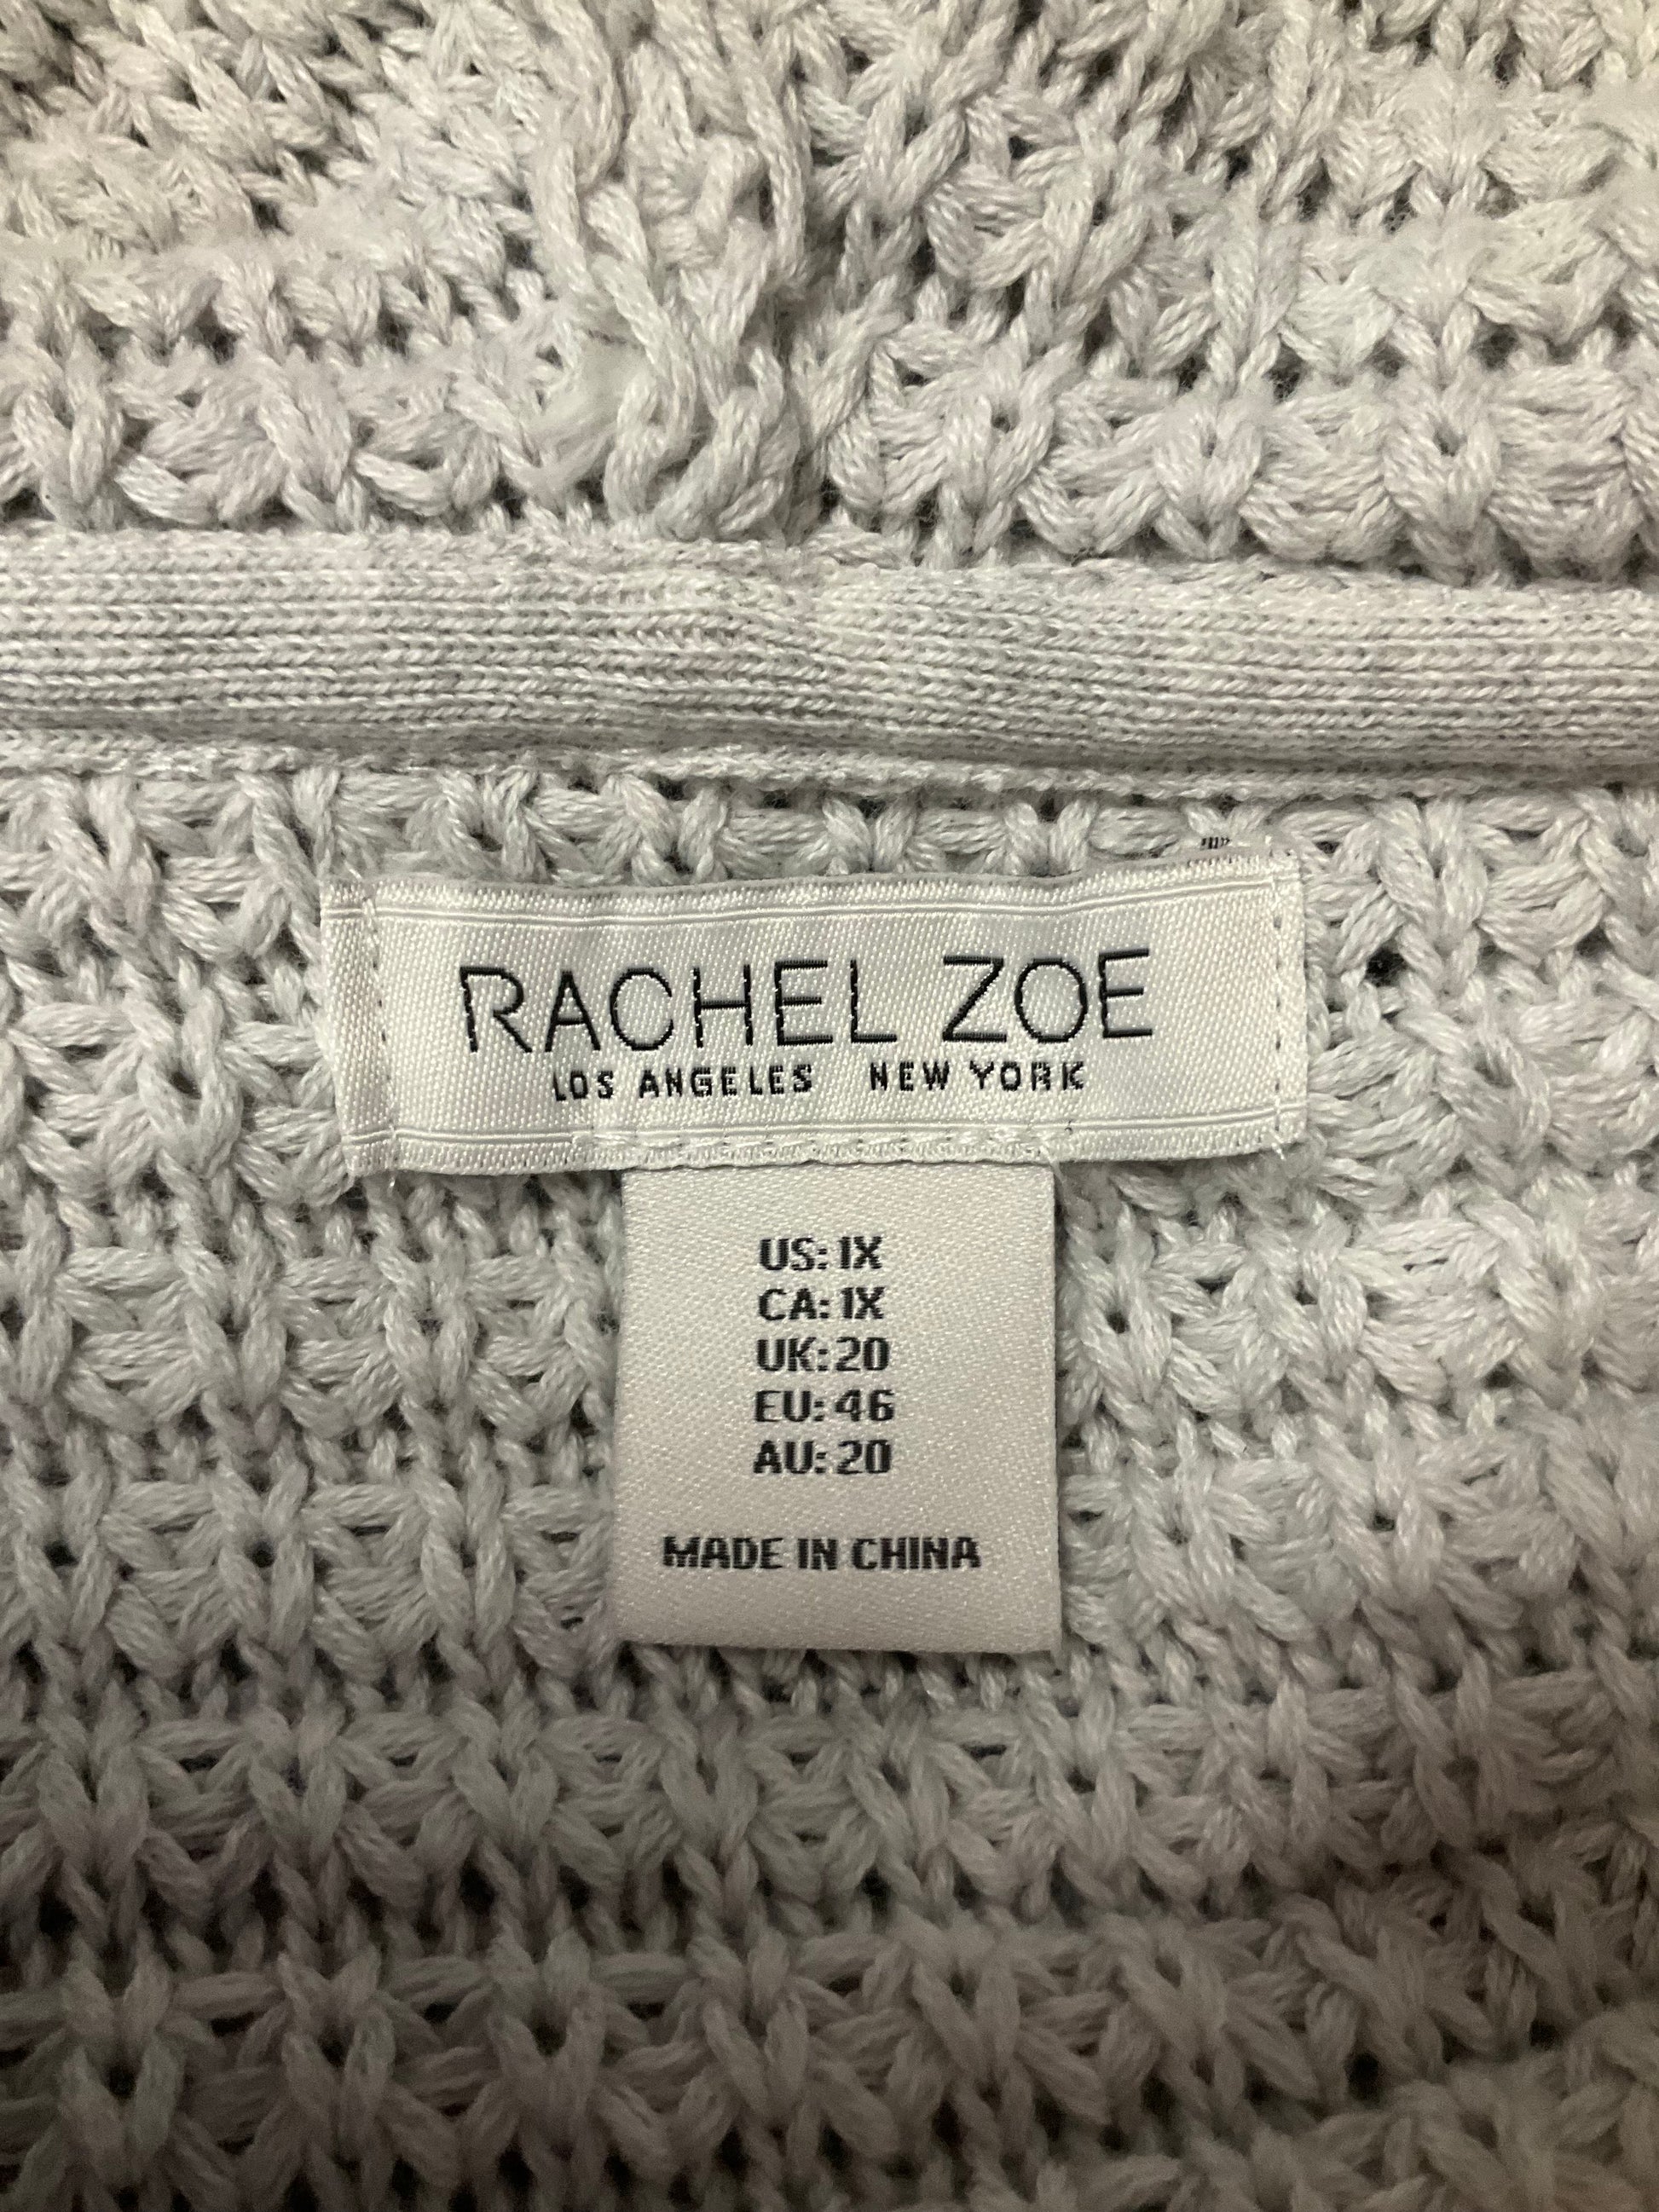 RACHEL ZOE
LOS ANGELES NEW YORK
US: 1X
CA: 1X
UK: 20
EU: 46
AU: 20
MADE IN CHINA